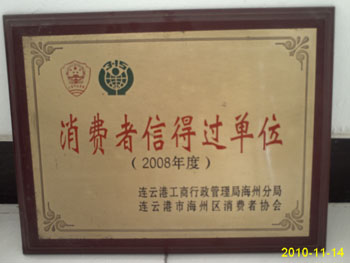 消费者信得过单位
（2008年度）
连云港工商行政管理局海州分局
连云港市海州区消费者协会
2010-11-14